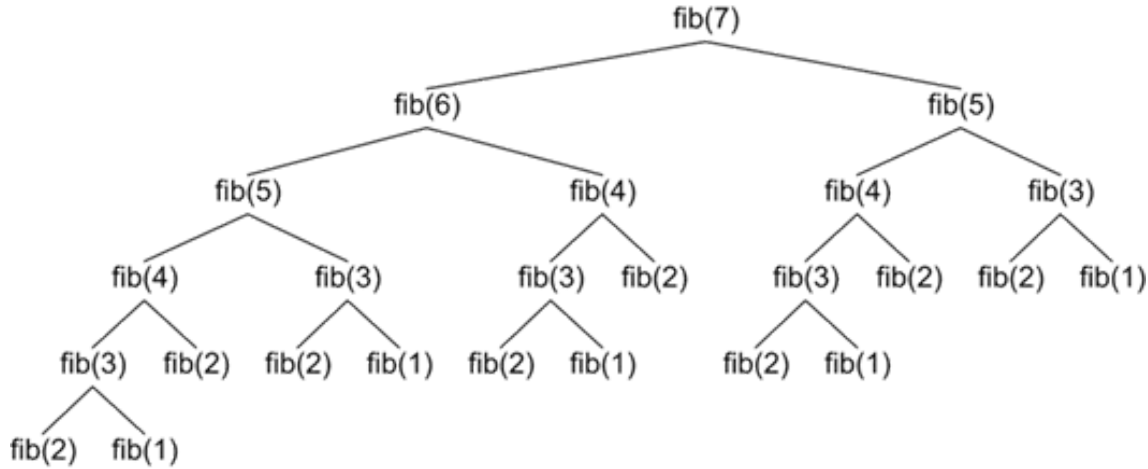 fib(7)
fib(6) fib(5)
fib(5) fib(4) fib(4) fib(3)
fib(4) fib(3) fib(3) fib(2) fib(3) fib(2) fib(2) fib(1)
fib(3) fib(2) fib(2) fib(1) fib(2) fib(1) fib(2) fib(1)
fib(2) fib(1)